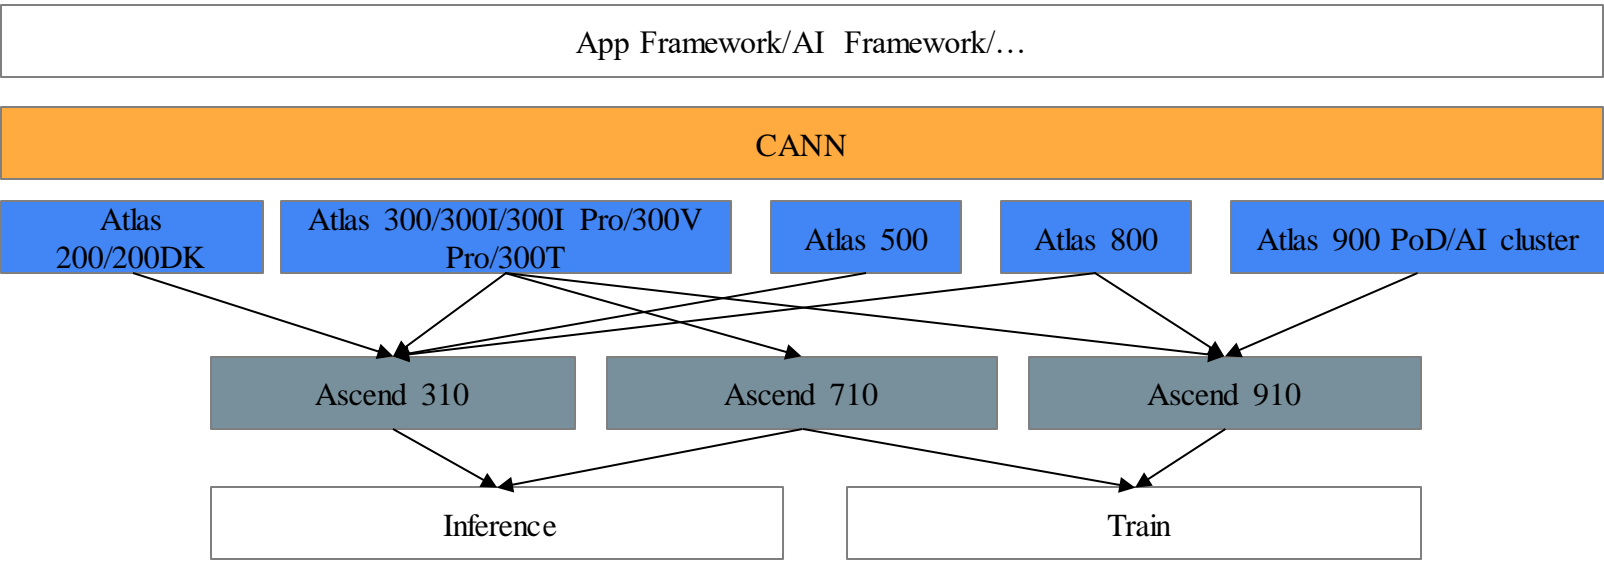 App Framework/AI Framework/…
CANN
Atlas
200/200DK
Atlas 300/300I/300I Pro/300V
Pro/300T
Atlas 500
Atlas 800
Atlas 900 PoD/AI cluster
Ascend 310
Ascend 710
Ascend 910
Inference
Train